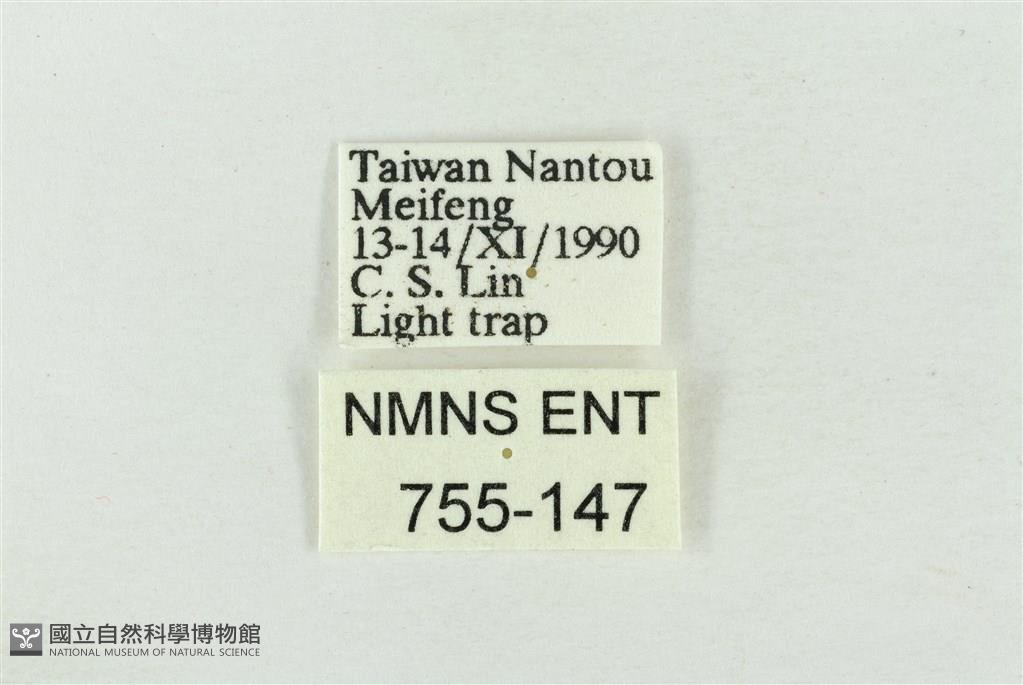 Taiwan Nantou
Meifeng
13-14/XI/1990
C. S. Lin
Light trap
NMNS ENT
755-147
國立自然科學博物館
NATIONAL MUSEUM OF NATURAL SCIENCE